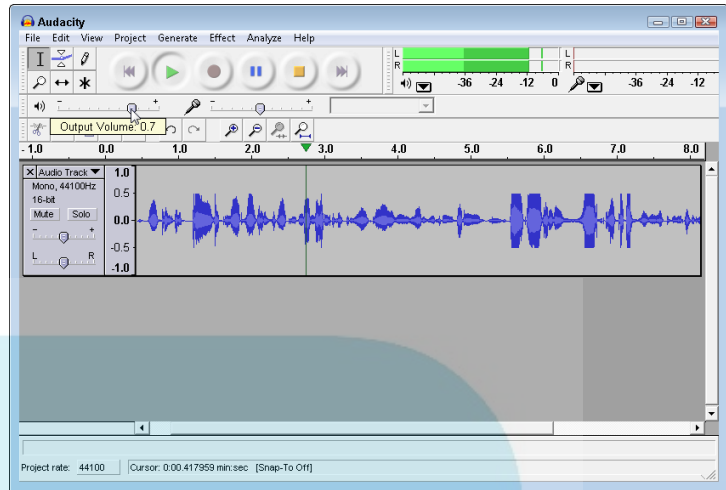 Audacity
File Edit View Project Generate Effect Analyze Help
L
R
-36 -24 -12 0
L
R
-36 -24 -12
- +
- +
Output Volume: 0.7
- 1.0 0.0 1.0 2.0 3.0 4.0 5.0 6.0 7.0 8.0
X Audio Track
Mono, 44100Hz
16-bit
Mute Solo
- +
L R
1.0
0.5
0.0
-0.5
-1.0
Project rate: 44100 Cursor: 0:00.417959 min:sec [Snap-To Off]